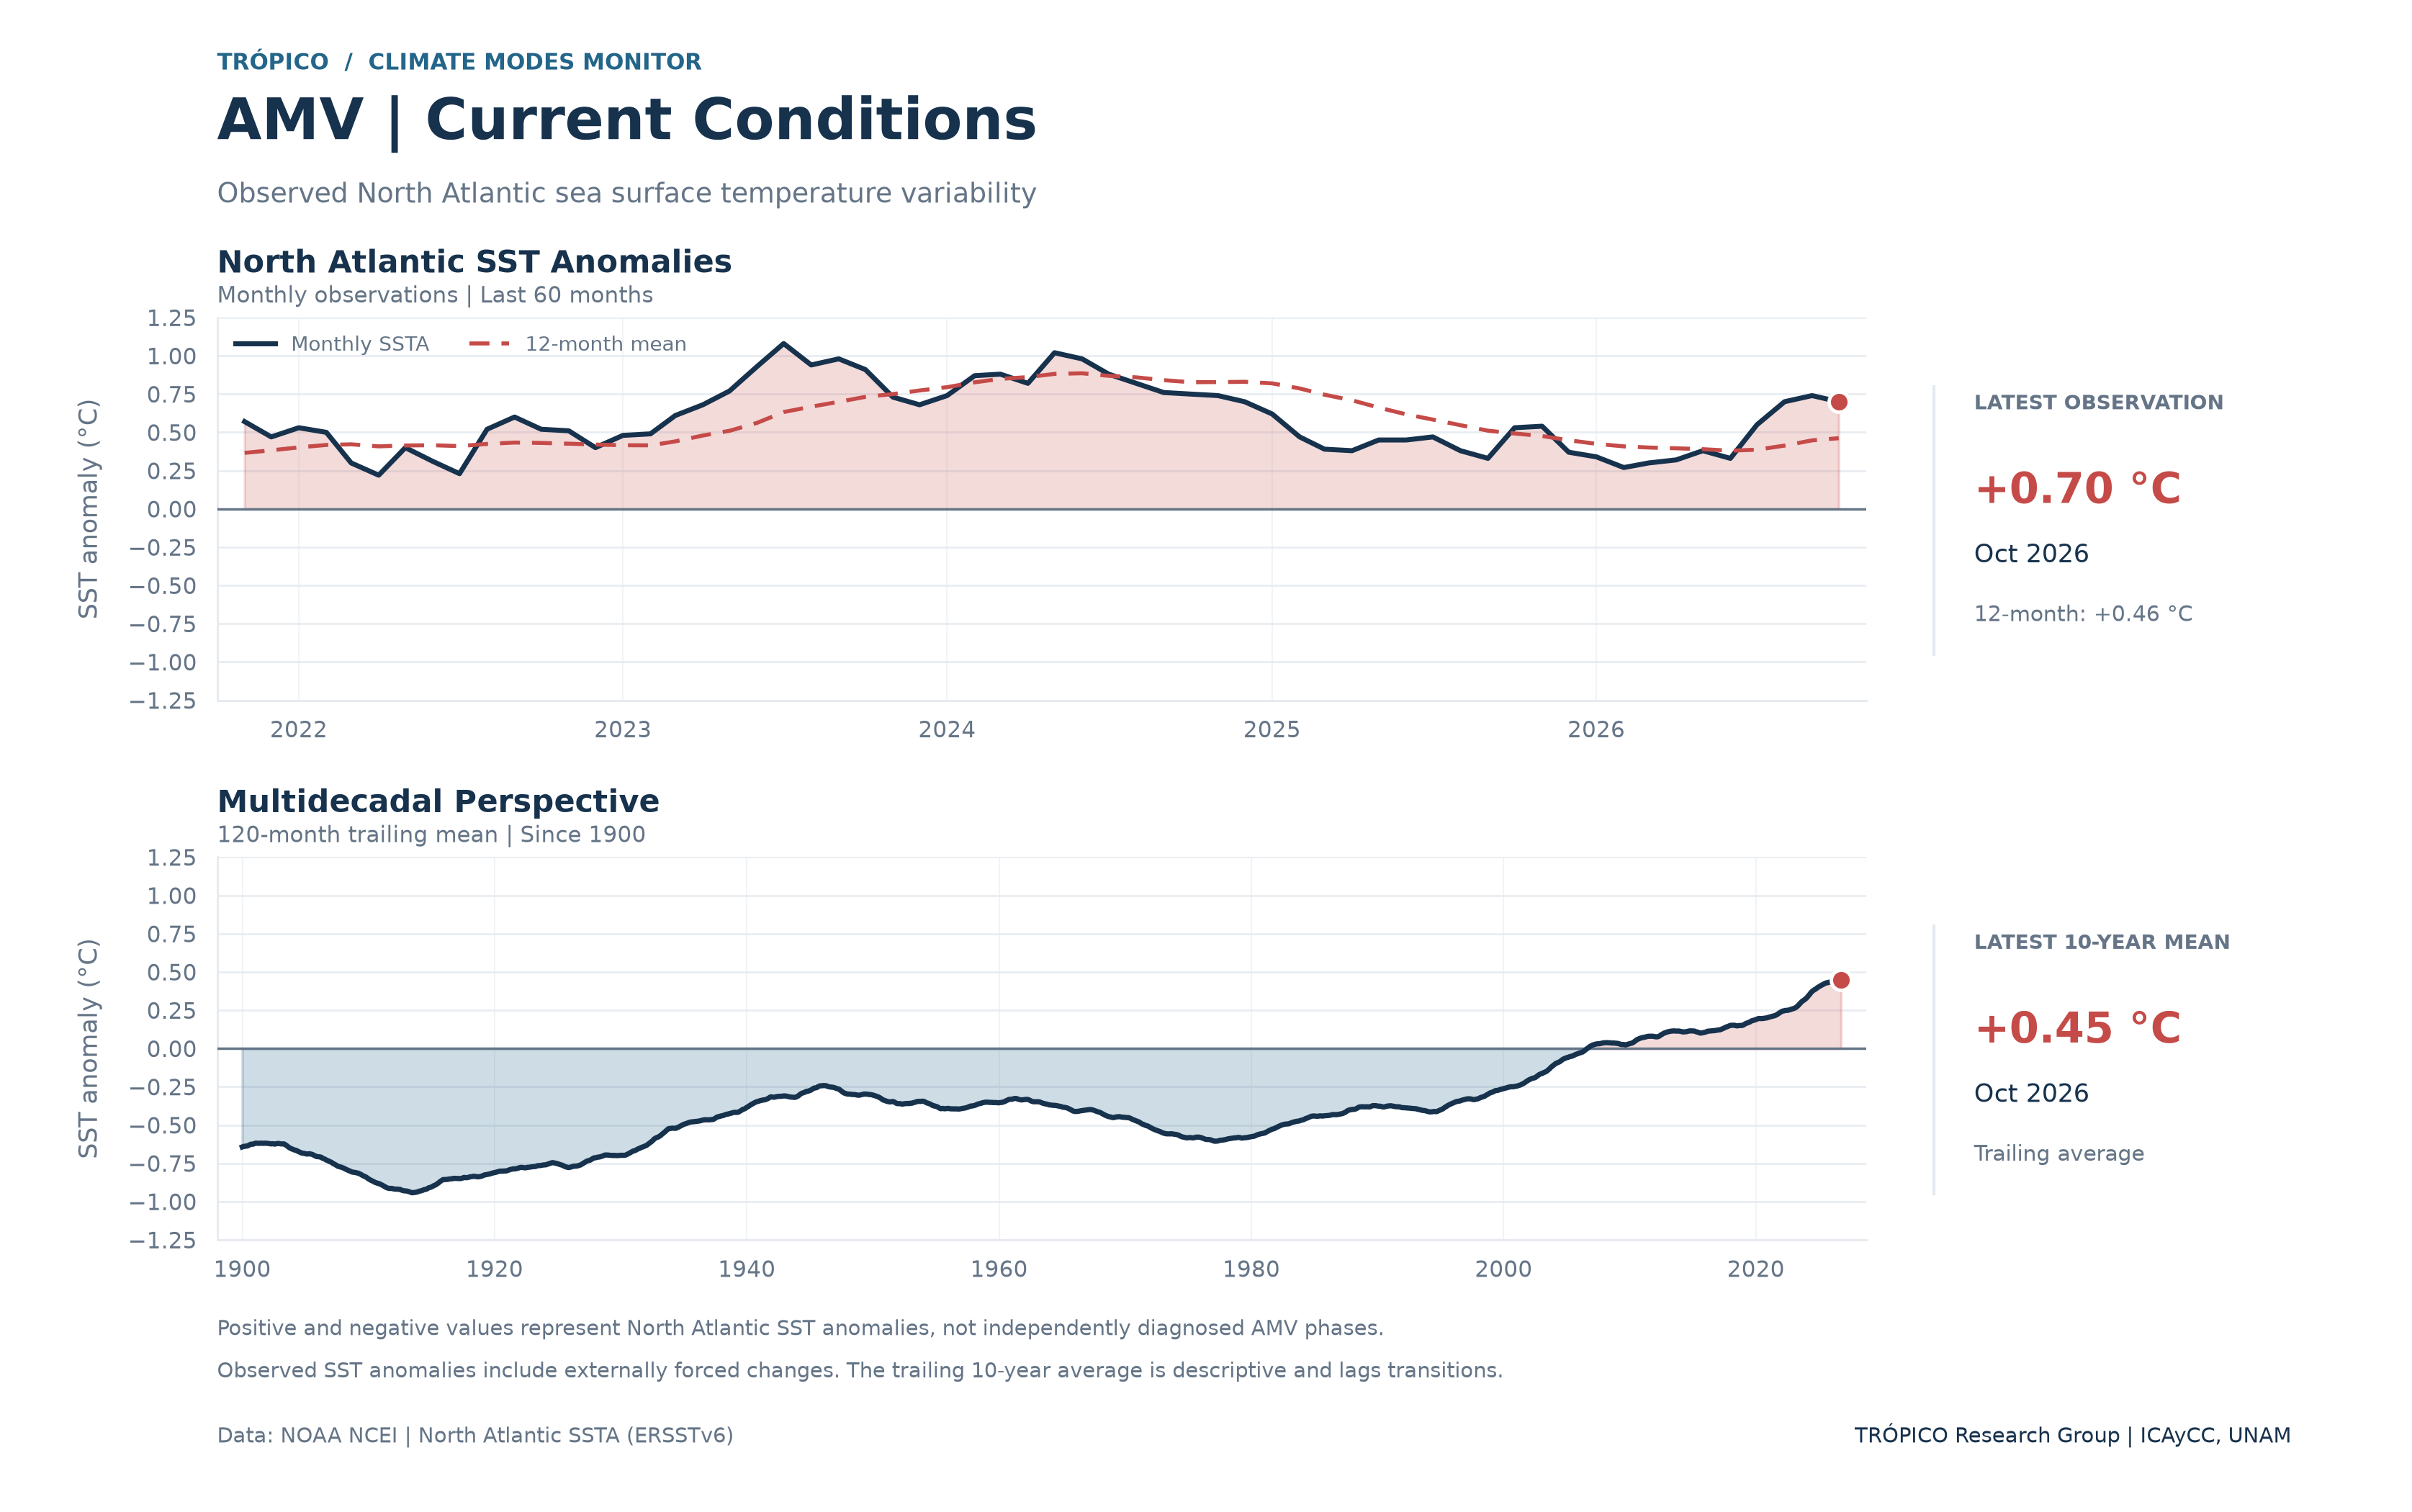 TRÓPICO / CLIMATE MODES MONITOR
AMV | Current Conditions
Observed North Atlantic sea surface temperature variability
North Atlantic SST Anomalies
Monthly observations | Last 60 months
Monthly SSTA
12-month mean
SST anomaly (°C)
1.25
1.00
0.75
0.50
0.25
0.00
−0.25
−0.50
−0.75
−1.00
−1.25
2022 2023 2024 2025 2026
LATEST OBSERVATION
+0.70 °C
Oct 2026
12-month: +0.46 °C
Multidecadal Perspective
120-month trailing mean | Since 1900
SST anomaly (°C)
1.25
1.00
0.75
0.50
0.25
0.00
−0.25
−0.50
−0.75
−1.00
−1.25
1900 1920 1940 1960 1980 2000 2020
LATEST 10-YEAR MEAN
+0.45 °C
Oct 2026
Trailing average
Positive and negative values represent North Atlantic SST anomalies, not independently diagnosed AMV phases.
Observed SST anomalies include externally forced changes. The trailing 10-year average is descriptive and lags transitions.
Data: NOAA NCEI | North Atlantic SSTA (ERSSTv6)
TRÓPICO Research Group | ICAyCC, UNAM